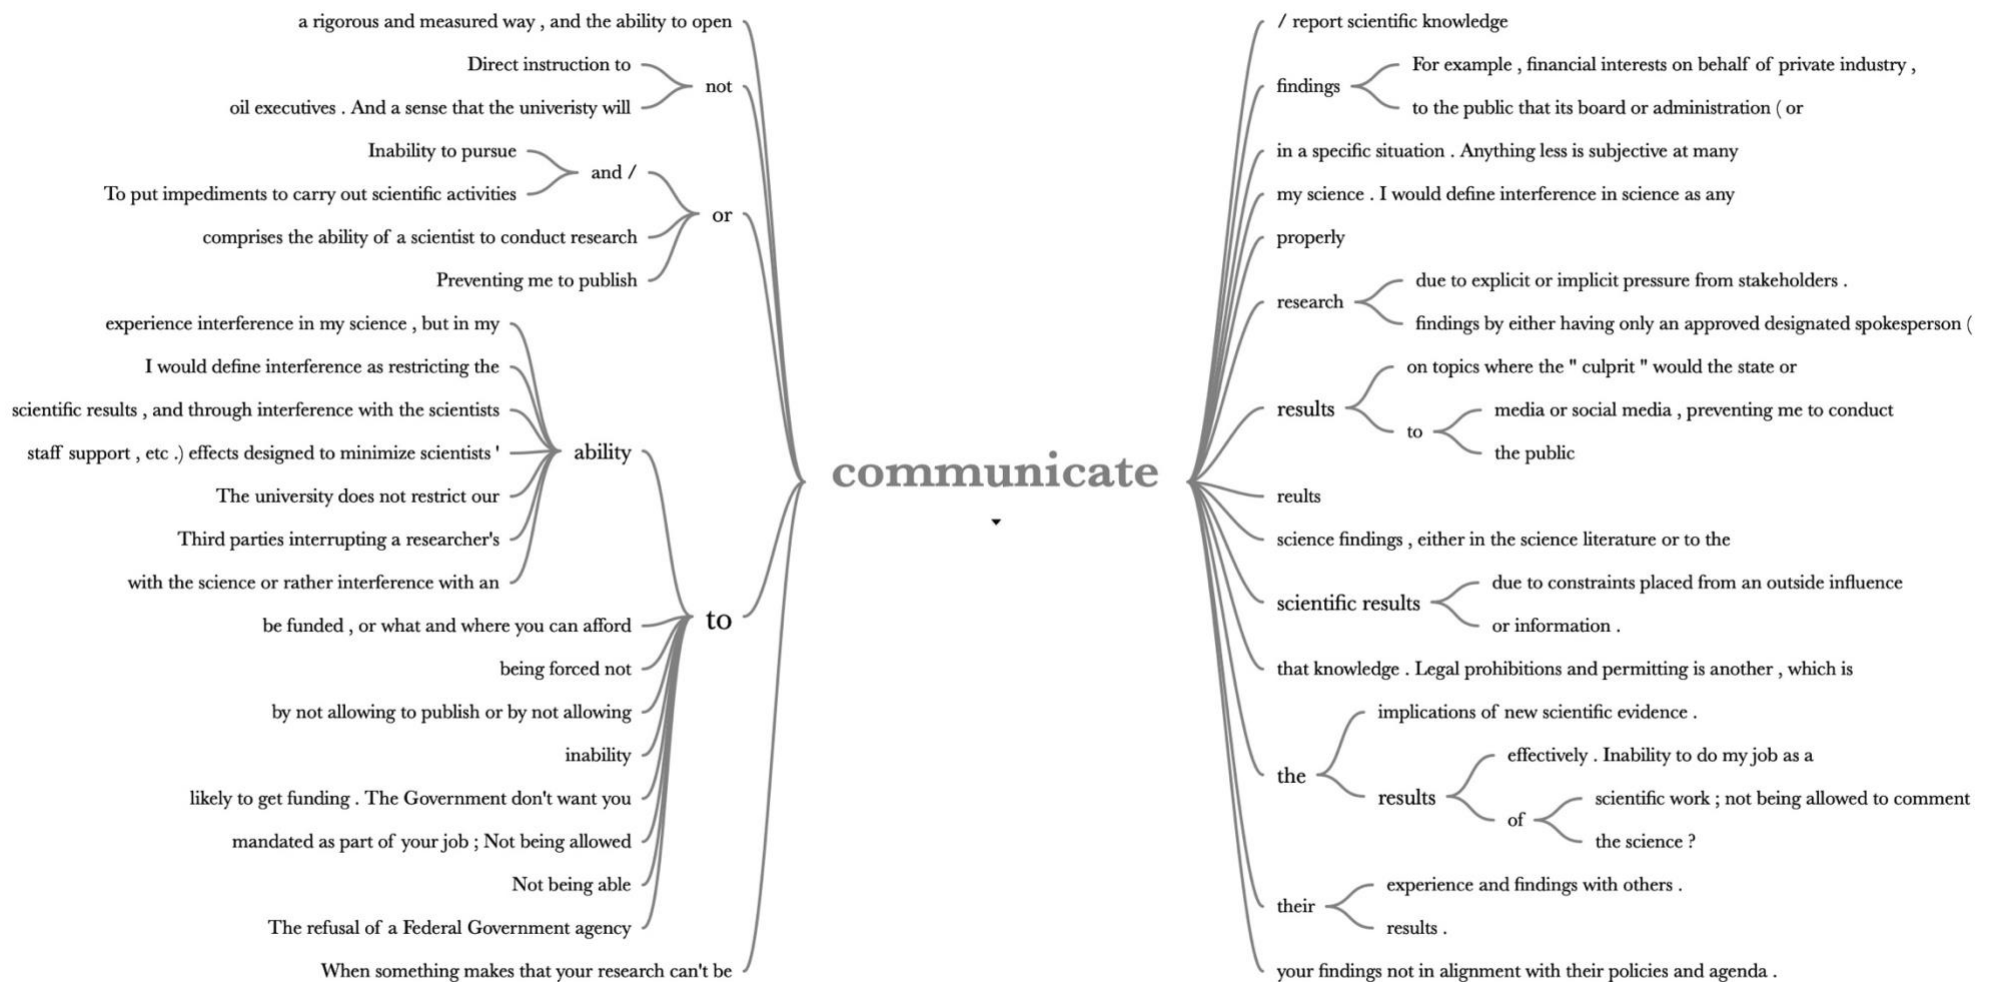 a rigorous and measured way , and the ability to open
Direct instruction to
not
oil executives . And a sense that the univeristy will
Inability to pursue
and /
To put impediments to carry out scientific activities
or
comprises the ability of a scientist to conduct research
Preventing me to publish
experience interference in my science , but in my
I would define interference as restricting the
scientific results , and through interference with the scientists
staff support , etc .) effects designed to minimize scientists '
ability
The university does not restrict our
Third parties interrupting a researcher's
with the science or rather interference with an
to
be funded , or what and where you can afford
being forced not
by not allowing to publish or by not allowing
inability
likely to get funding . The Government don't want you
mandated as part of your job ; Not being allowed
Not being able
The refusal of a Federal Government agency
When something makes that your research can't be
communicate
/ report scientific knowledge
findings
For example , financial interests on behalf of private industry ,
to the public that its board or administration ( or
in a specific situation . Anything less is subjective at many
my science . I would define interference in science as any
properly
research
due to explicit or implicit pressure from stakeholders .
findings by either having only an approved designated spokesperson (
results
on topics where the " culprit " would the state or
to
media or social media , preventing me to conduct
the public
reults
science findings , either in the science literature or to the
scientific results
due to constraints placed from an outside influence
or information .
that knowledge . Legal prohibitions and permitting is another , which is
the
implications of new scientific evidence .
results
effectively . Inability to do my job as a
of
scientific work ; not being allowed to comment
the science ?
their
experience and findings with others .
results .
your findings not in alignment with their policies and agenda .